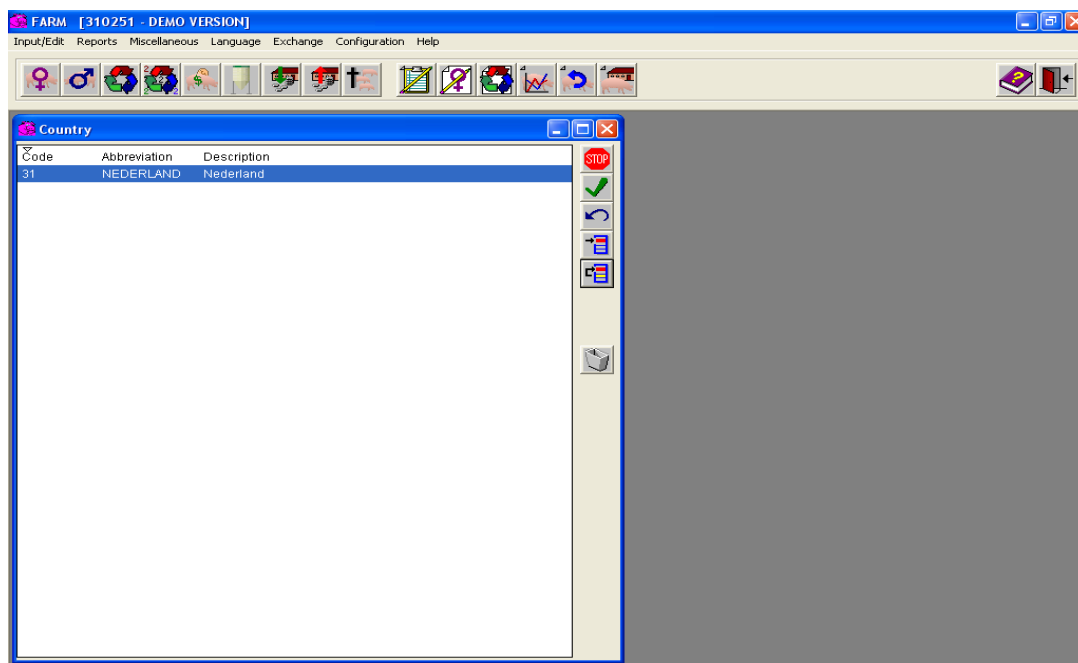 FARM [310251 - DEMO VERSION]
Input/Edit Reports Miscellaneous Language Exchange Configuration Help
Country
Code Abbreviation Description
31 NEDERLAND Nederland
STOP